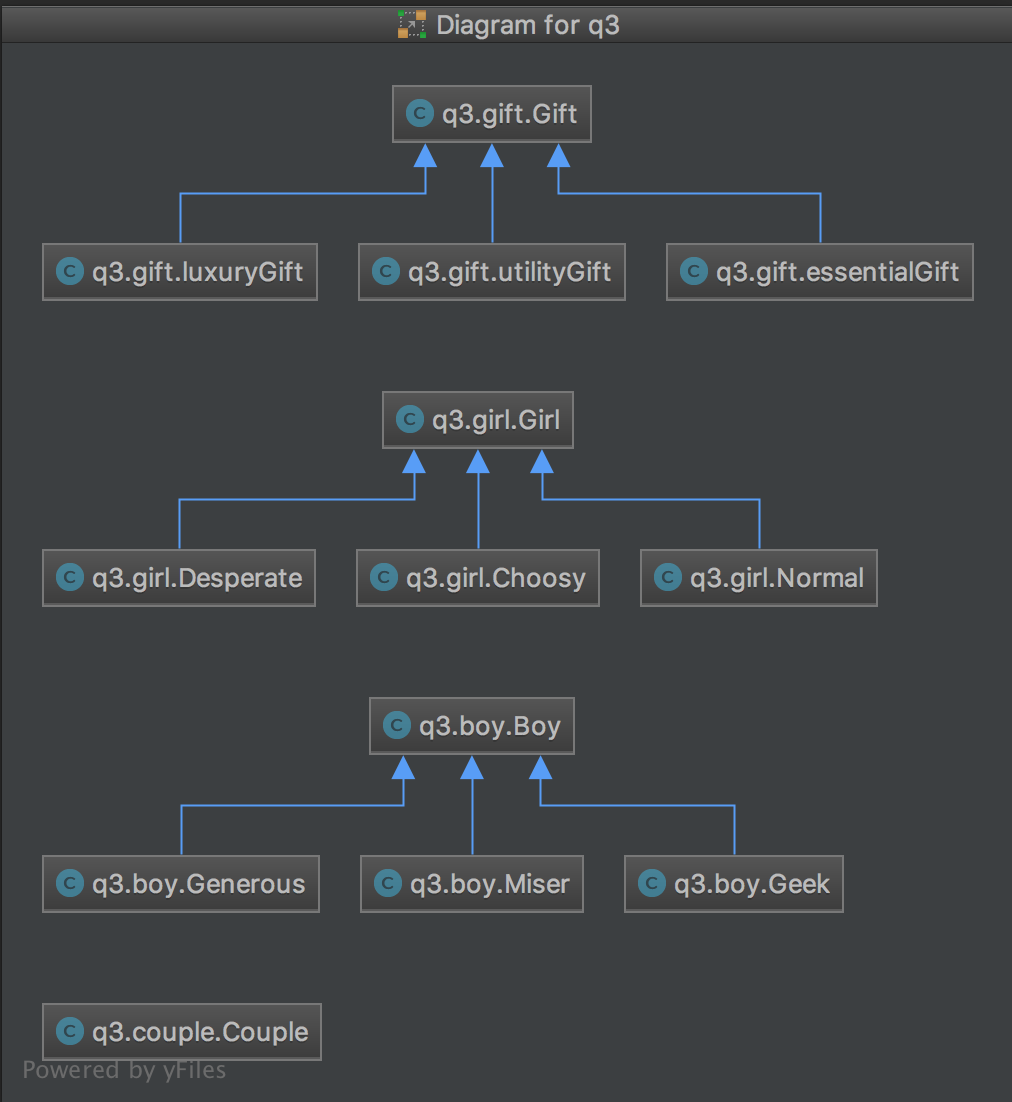 Diagram for q3
C q3.gift.Gift
C q3.gift.luxuryGift C q3.gift.utilityGift C q3.gift.essentialGift
C q3.girl.Girl
C q3.girl.Desperate C q3.girl.Choosy C q3.girl.Normal
C q3.boy.Boy
C q3.boy.Generous C q3.boy.Miser C q3.boy.Geek
C q3.couple.Couple
Powered by yFiles